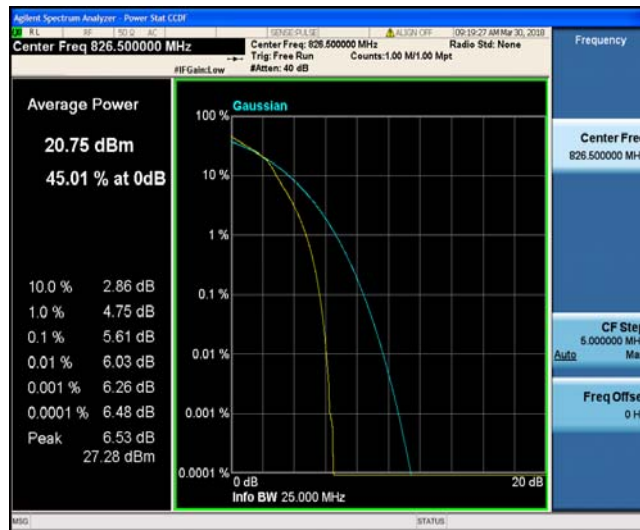 Agilent Spectrum Analyzer - Power Stat CCDF
RL RF 50 Ω AC SENSE:PULSE ALIGN OFF 09:19:27 AM Mar 30, 2018
Center Freq 826.500000 MHz
Center Freq: 826.500000 MHz Radio Std: None
Trig: Free Run Counts:1.00 M/1.00 Mpt
#IFGain:Low #Atten: 40 dB
Frequency
Average Power
20.75 dBm
45.01 % at 0dB
10.0 % 2.86 dB
1.0 % 4.75 dB
0.1 % 5.61 dB
0.01 % 6.03 dB
0.001 % 6.26 dB
0.0001 % 6.48 dB
Peak 6.53 dB
27.28 dBm
Gaussian
100 %
10 %
1 %
0.1 %
0.01 %
0.001 %
0.0001 %
0 dB 20 dB
Info BW 25.000 MHz
Center Fre
826.500000 MH
CF Ste
5.000000 MH
Auto Ma
Freq Offse
0 H
MSG STATUS